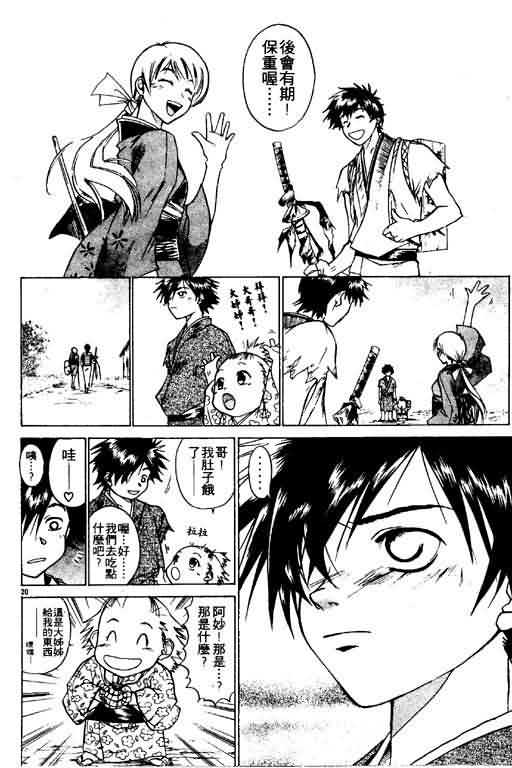 後會有期！
保重喔……
拜拜！
大哥哥！
大姊姊！
……
哥！
我肚子餓
了——
拉拉
喔，好……
我們去吃點
什麼吧？
哇——♡
咦…？
20
阿妙！那是…？
那是什麼？
這是大姊姊
給我的東西